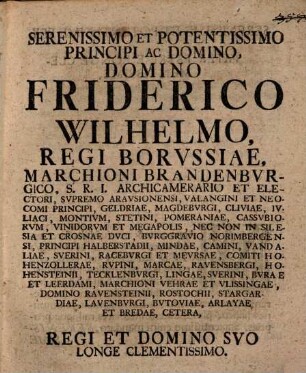 SERENISSIMO ET POTENTISSIMO
PRINCIPI AC DOMINO,
DOMINO
FRIDERICO
WILHELMO,
REGI BORVSSIAE,
MARCHIONI BRANDENBVR-
GICO, S. R. I. ARCHICAMERARIO ET ELE-
CTORI, SVPREMO ARAVSIONENSI, VALANGINI ET NEO-
COMI PRINCIPI, GELDRIAE, MAGDEBVRGI, CLIVIAE, IV-
LIACI, MONTIVM, STETINI, POMERANIAE, CASSVBIO-
RVM, VINIDORVM ET MEGAPOLIS, NEC NON IN SILE-
SIA ET CROSNAE DVCI, BVRGGRAVIO NORIMBERGEN-
SI, PRINCIPI HALBERSTADII, MINDAE, CAMINI, VANDA-
LIAE, SVERINI, RACEBVRGI ET MEVRSAE, COMITI HO-
HENZOLLERAE, RVPINI, MARCAE, RAVENSBERGI, HO-
HENSTEINII, TECKLENBVRGI, LINGAE, SVERINI, BVRAE
ET LEERDAMI, MARCHIONI VEHRAE ET VLISSINGAE,
DOMINO RAVENSTEINII, ROSTOCHII, STARGAR-
DIAE, LAVENBVRGI, BVTOVIAE, ARLAYAE
ET BREDAE, CETERA,
REGI ET DOMINO SVO
LONGE CLEMENTISSIMO.